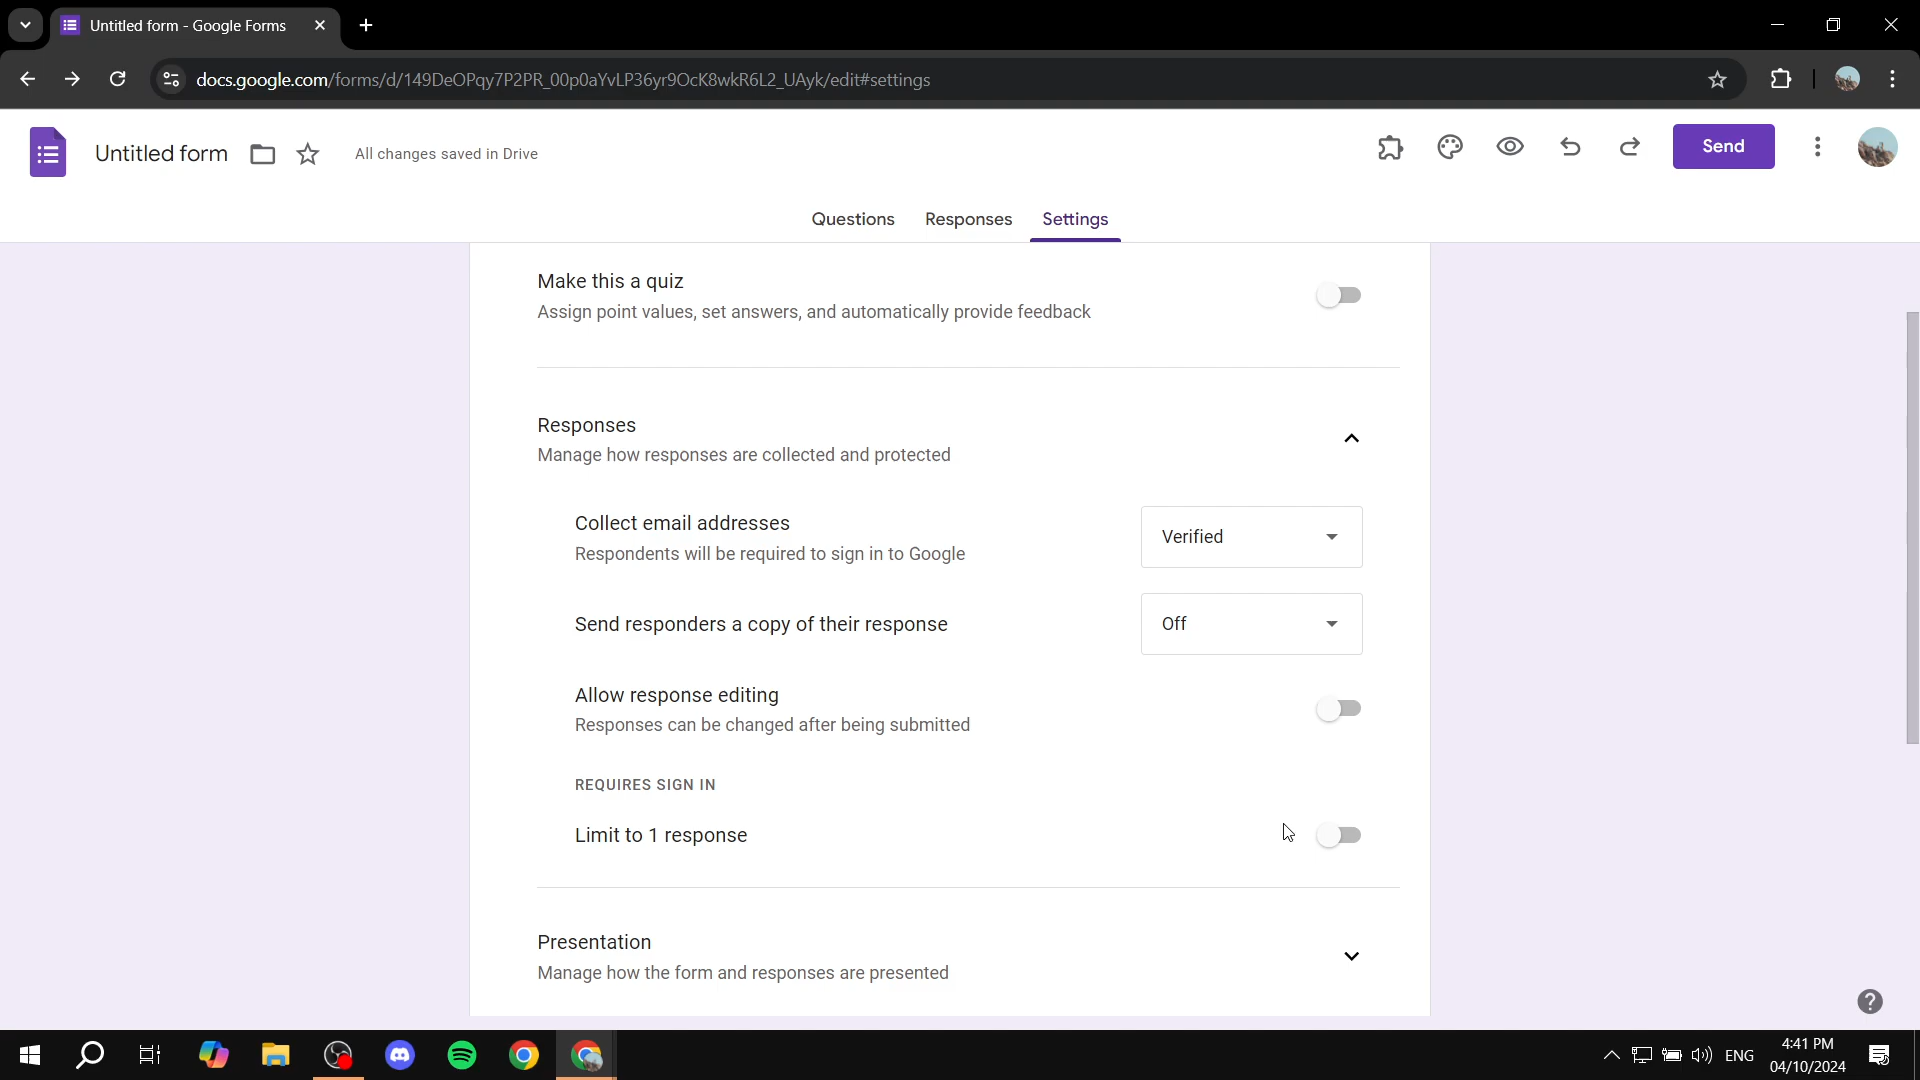 Untitled form - Google Forms
docs.google.com/forms/d/149DeOPqy7P2PR_00p0aYvLP36yr9OcK8wkR6L2_UAyk/edit#settings
Untitled form
All changes saved in Drive
Send
Questions
Responses
Settings
Make this a quiz
Assign point values, set answers, and automatically provide feedback
Responses
Manage how responses are collected and protected
Collect email addresses
Respondents will be required to sign in to Google
Verified
Send responders a copy of their response
Off
Allow response editing
Responses can be changed after being submitted
REQUIRES SIGN IN
Limit to 1 response
Presentation
Manage how the form and responses are presented
ENG
4:41 PM
04/10/2024